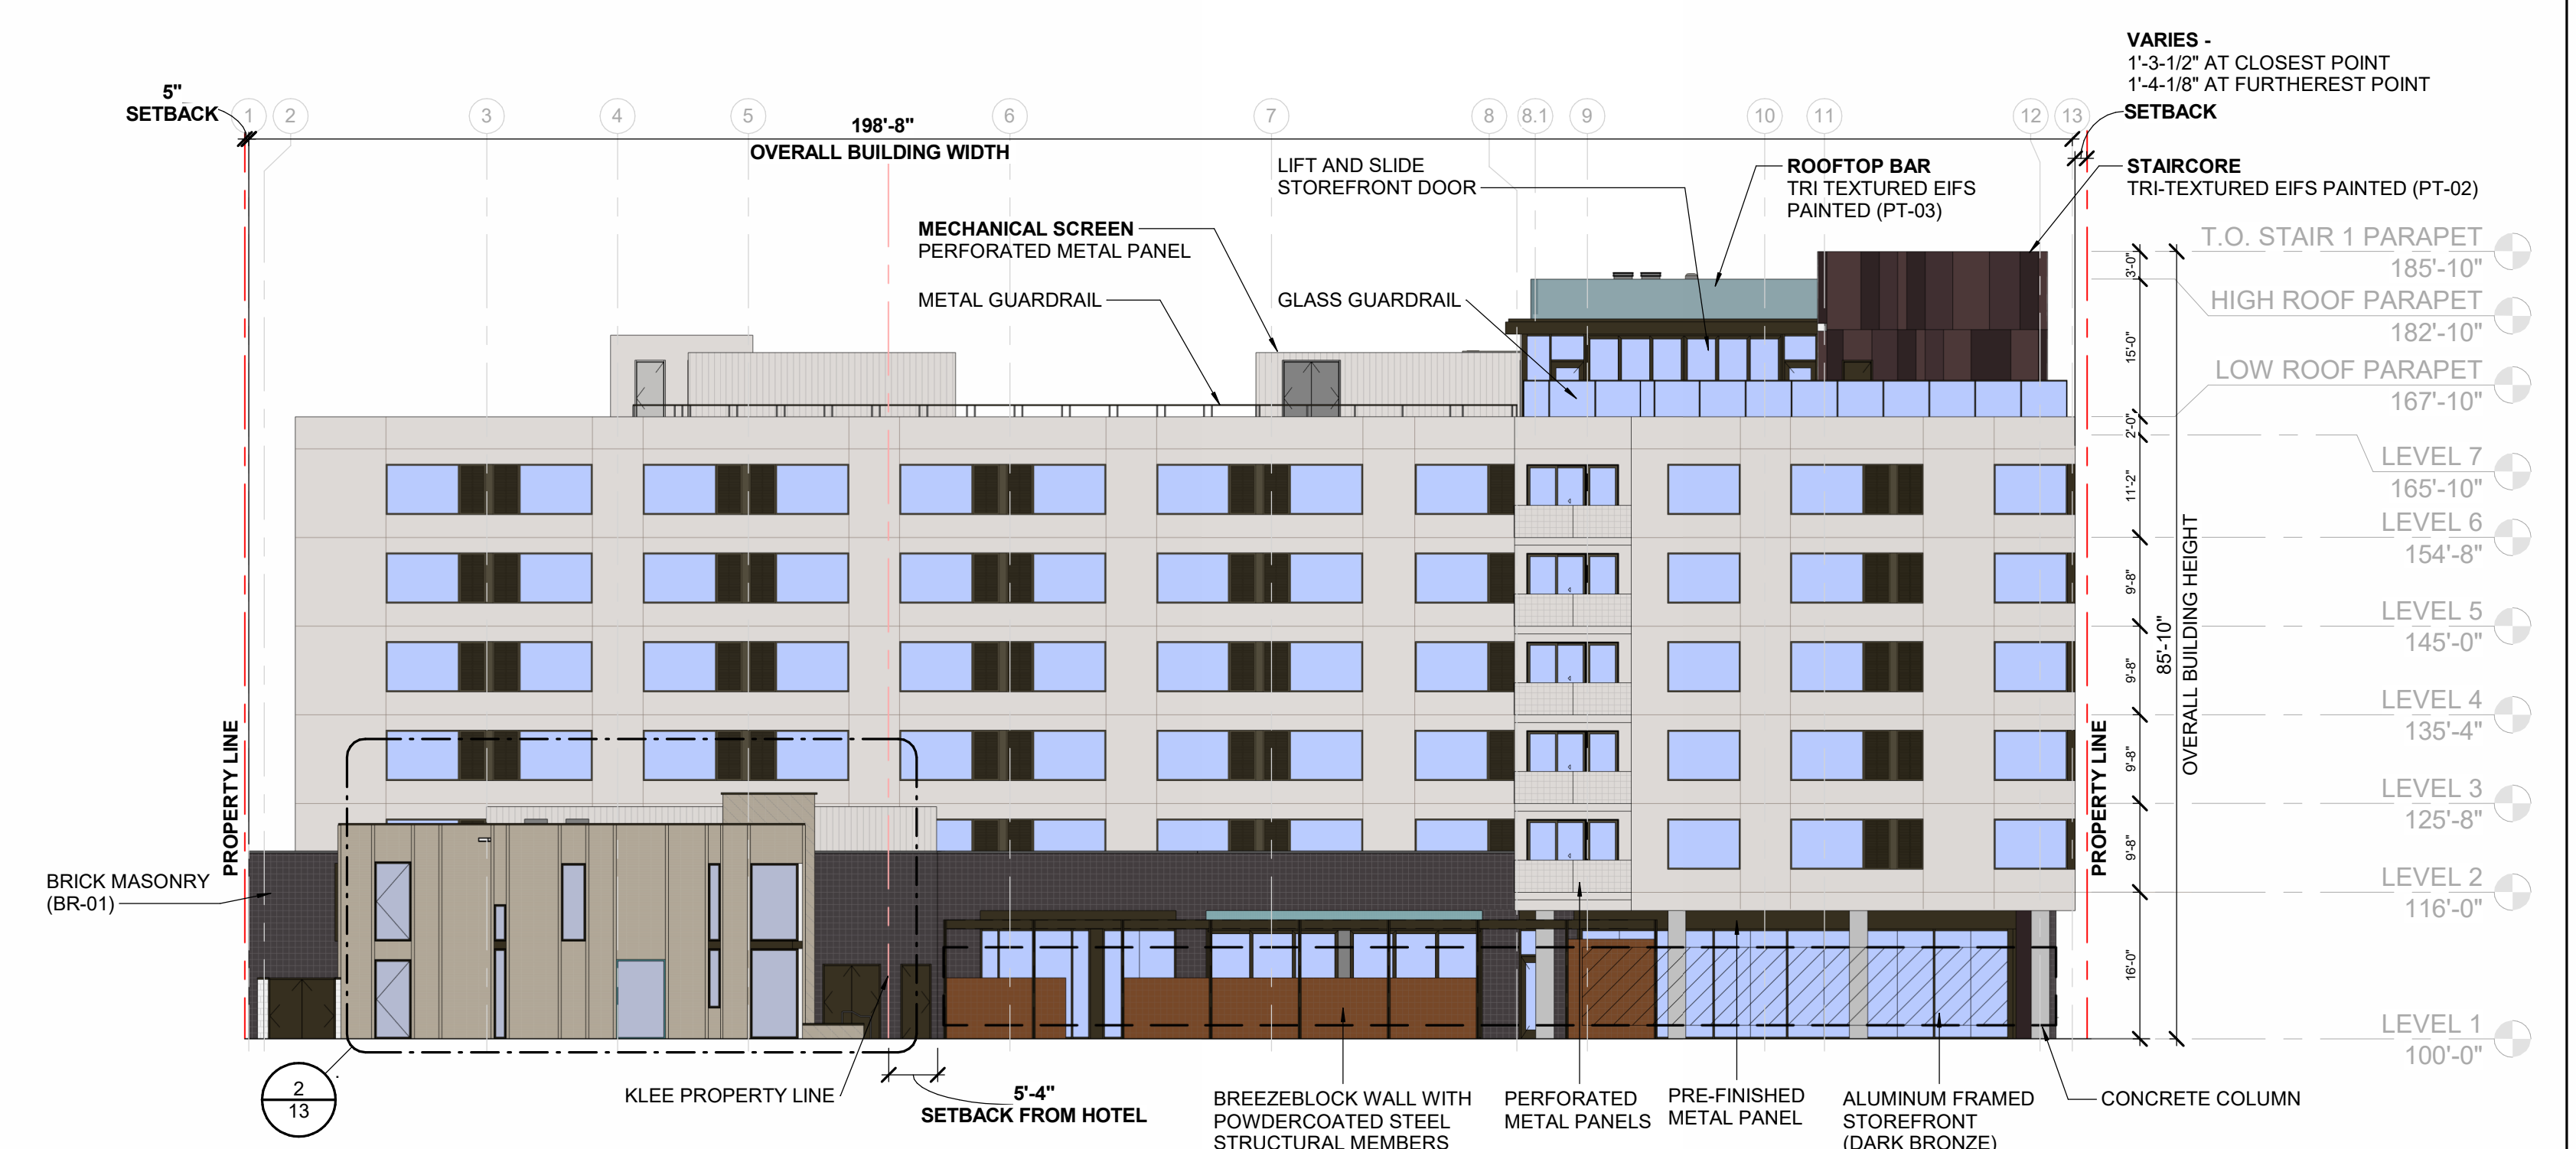 VARIES -
1'-3-1/2" AT CLOSEST POINT
1'-4-1/8" AT FURTHEREST POINT
SETBACK
5"
SETBACK
1
2
3
4
5
6
7
8
8.1
9
10
11
12
13
198'-8"
OVERALL BUILDING WIDTH
LIFT AND SLIDE
STOREFRONT DOOR
ROOFTOP BAR
TRI TEXTURED EIFS
PAINTED (PT-03)
STAIRCORE
TRI-TEXTURED EIFS PAINTED (PT-02)
MECHANICAL SCREEN
PERFORATED METAL PANEL
METAL GUARDRAIL
GLASS GUARDRAIL
T.O. STAIR 1 PARAPET
185'-10"
HIGH ROOF PARAPET
182'-10"
LOW ROOF PARAPET
167'-10"
LEVEL 7
165'-10"
LEVEL 6
154'-8"
LEVEL 5
145'-0"
LEVEL 4
135'-4"
LEVEL 3
125'-8"
LEVEL 2
116'-0"
LEVEL 1
100'-0"
3'-0"
15'-0"
2'-0"
11'-2"
9'-8"
9'-8"
9'-8"
9'-8"
16'-0"
85'-10"
OVERALL BUILDING HEIGHT
PROPERTY LINE
PROPERTY LINE
BRICK MASONRY
(BR-01)
2
13
KLEE PROPERTY LINE
5'-4"
SETBACK FROM HOTEL
BREEZEBLOCK WALL WITH
POWDERCOATED STEEL
STRUCTURAL MEMBERS
PERFORATED
METAL PANELS
PRE-FINISHED
METAL PANEL
ALUMINUM FRAMED
STOREFRONT
(DARK BRONZE)
CONCRETE COLUMN